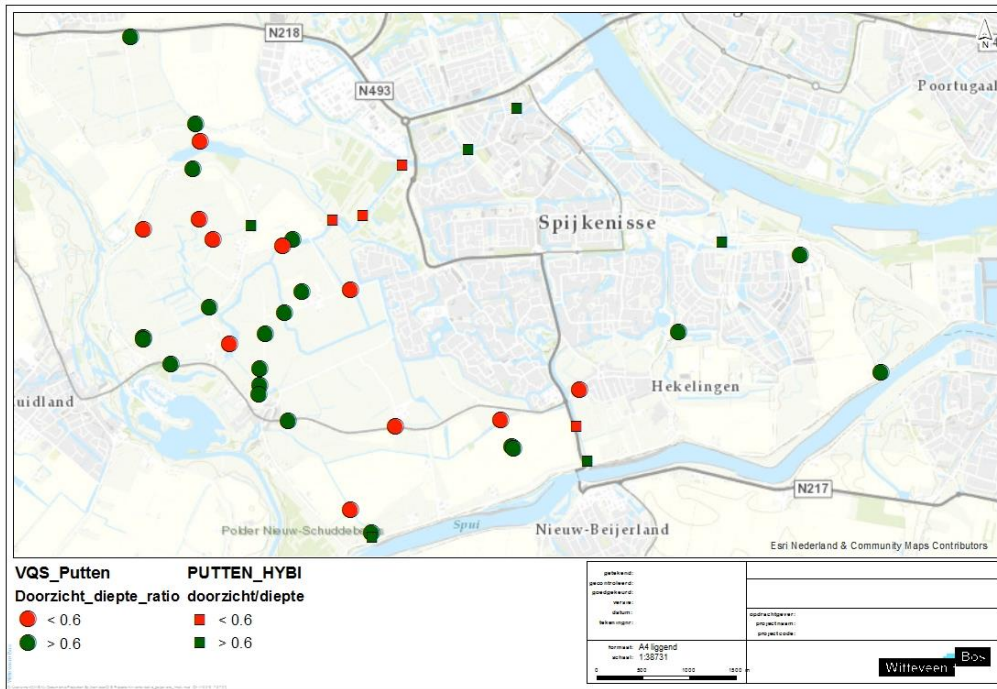 N218
N493
Poortugaal
Spijkenisse
Hekelingen
Zuidland
N217
Polder Nieuw-Schuddebeurs
Spui
Nieuw-Beijerland
N
Esri Nederland & Community Maps Contributors
VQS_Putten
PUTTEN_HYBI
Doorzicht_diepte_ratio
doorzicht/diepte
< 0.6
< 0.6
> 0.6
> 0.6
getekend:
gecontroleerd:
goedgekeurd:
versie:
datum:
tekeningnr:
opdrachtgever:
projectnaam:
projectcode:
formaat: A4 liggend
schaal: 1:38731
0 500 1000 1500 m
Witteveen Bos